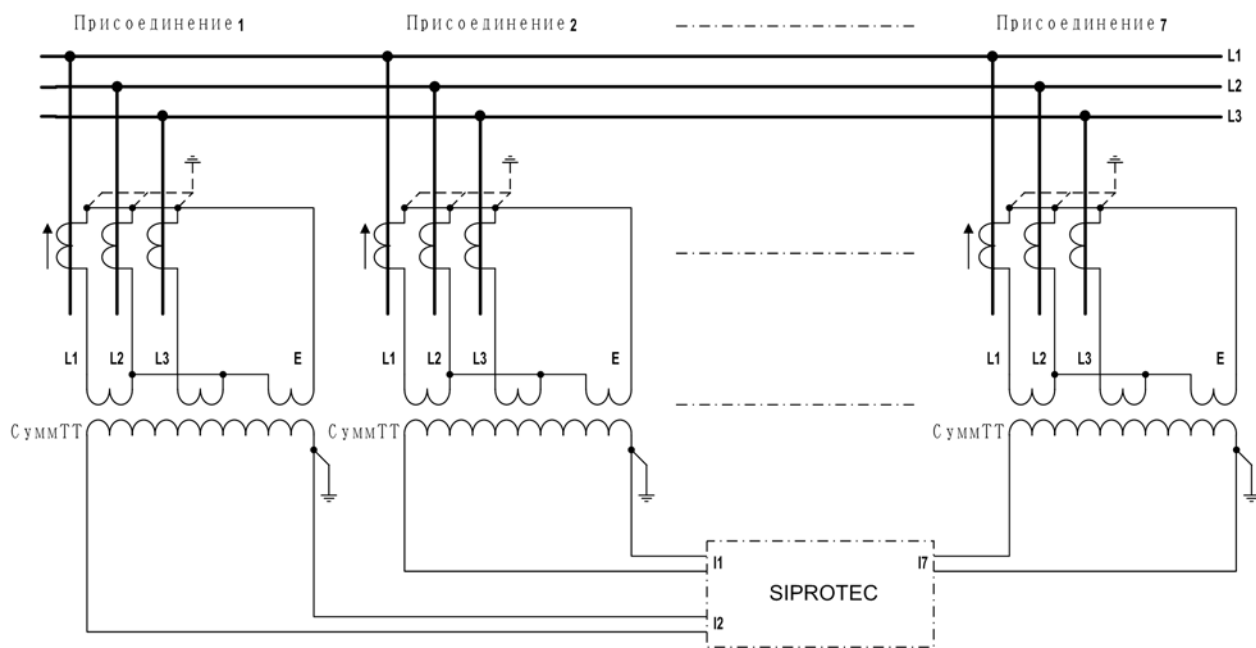 Присоединение 1
Присоединение 2
Присоединение 7
L1
L2
L3
L1 L2 L3 E
L1 L2 L3 E
L1 L2 L3 E
СуммТТ
СуммТТ
СуммТТ
I1
I7
SIPROTEC
I2